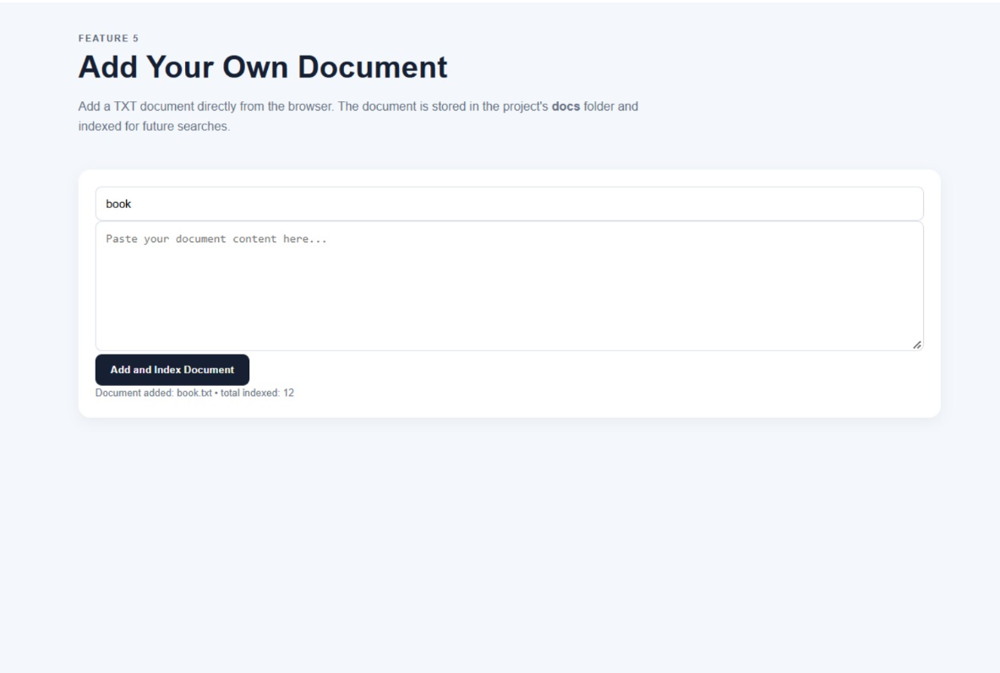 FEATURE 5
Add Your Own Document
Add a TXT document directly from the browser. The document is stored in the project's docs folder and
indexed for future searches.
book
Paste your document content here...
Add and Index Document
Document added: book.txt • total indexed: 12